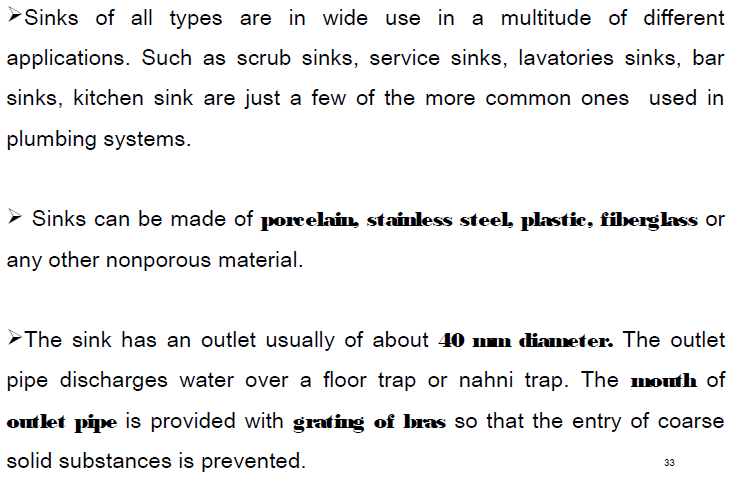 ➢Sinks of all types are in wide use in a multitude of different
applications. Such as scrub sinks, service sinks, lavatories sinks, bar
sinks, kitchen sink are just a few of the more common ones used in
plumbing systems.
➢ Sinks can be made of porcelain, stainless steel, plastic, fiberglass or
any other nonporous material.
➢The sink has an outlet usually of about 40 mm diameter. The outlet
pipe discharges water over a floor trap or nahni trap. The mouth of
outlet pipe is provided with grating of bras so that the entry of coarse
solid substances is prevented.
33